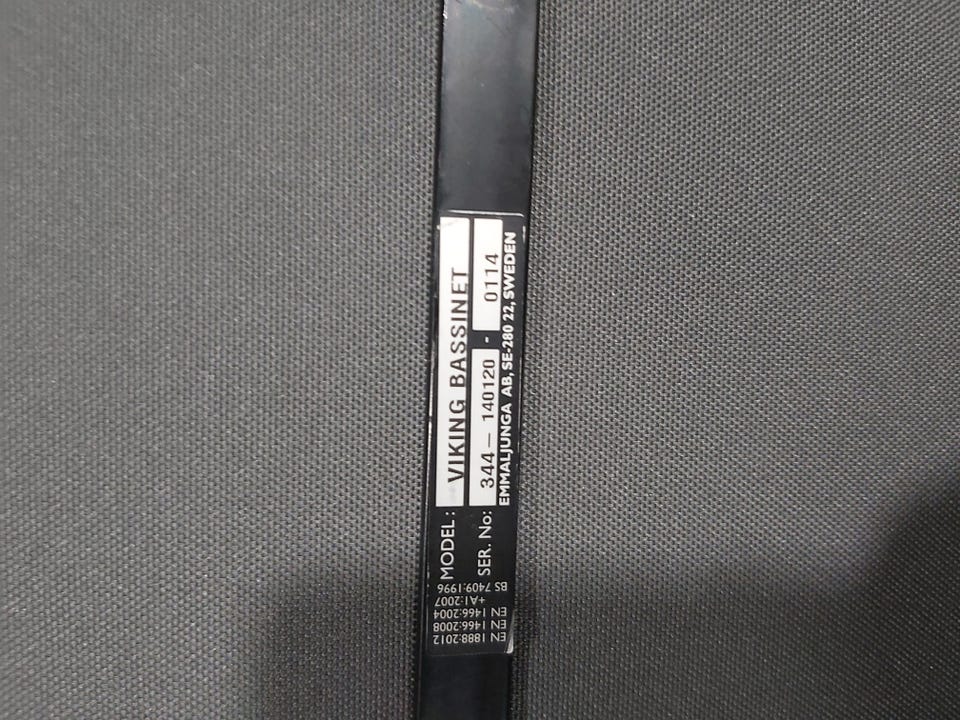 MODEL: VIKING BASSINET
SER. No: 344- 140120 - 0114
EMMALJUNGA AB, SE-280 22, SWEDEN
EN 1888:2012
EN 1466:2008
EN 1466:2004
+A1:2007
BS 7409:1996